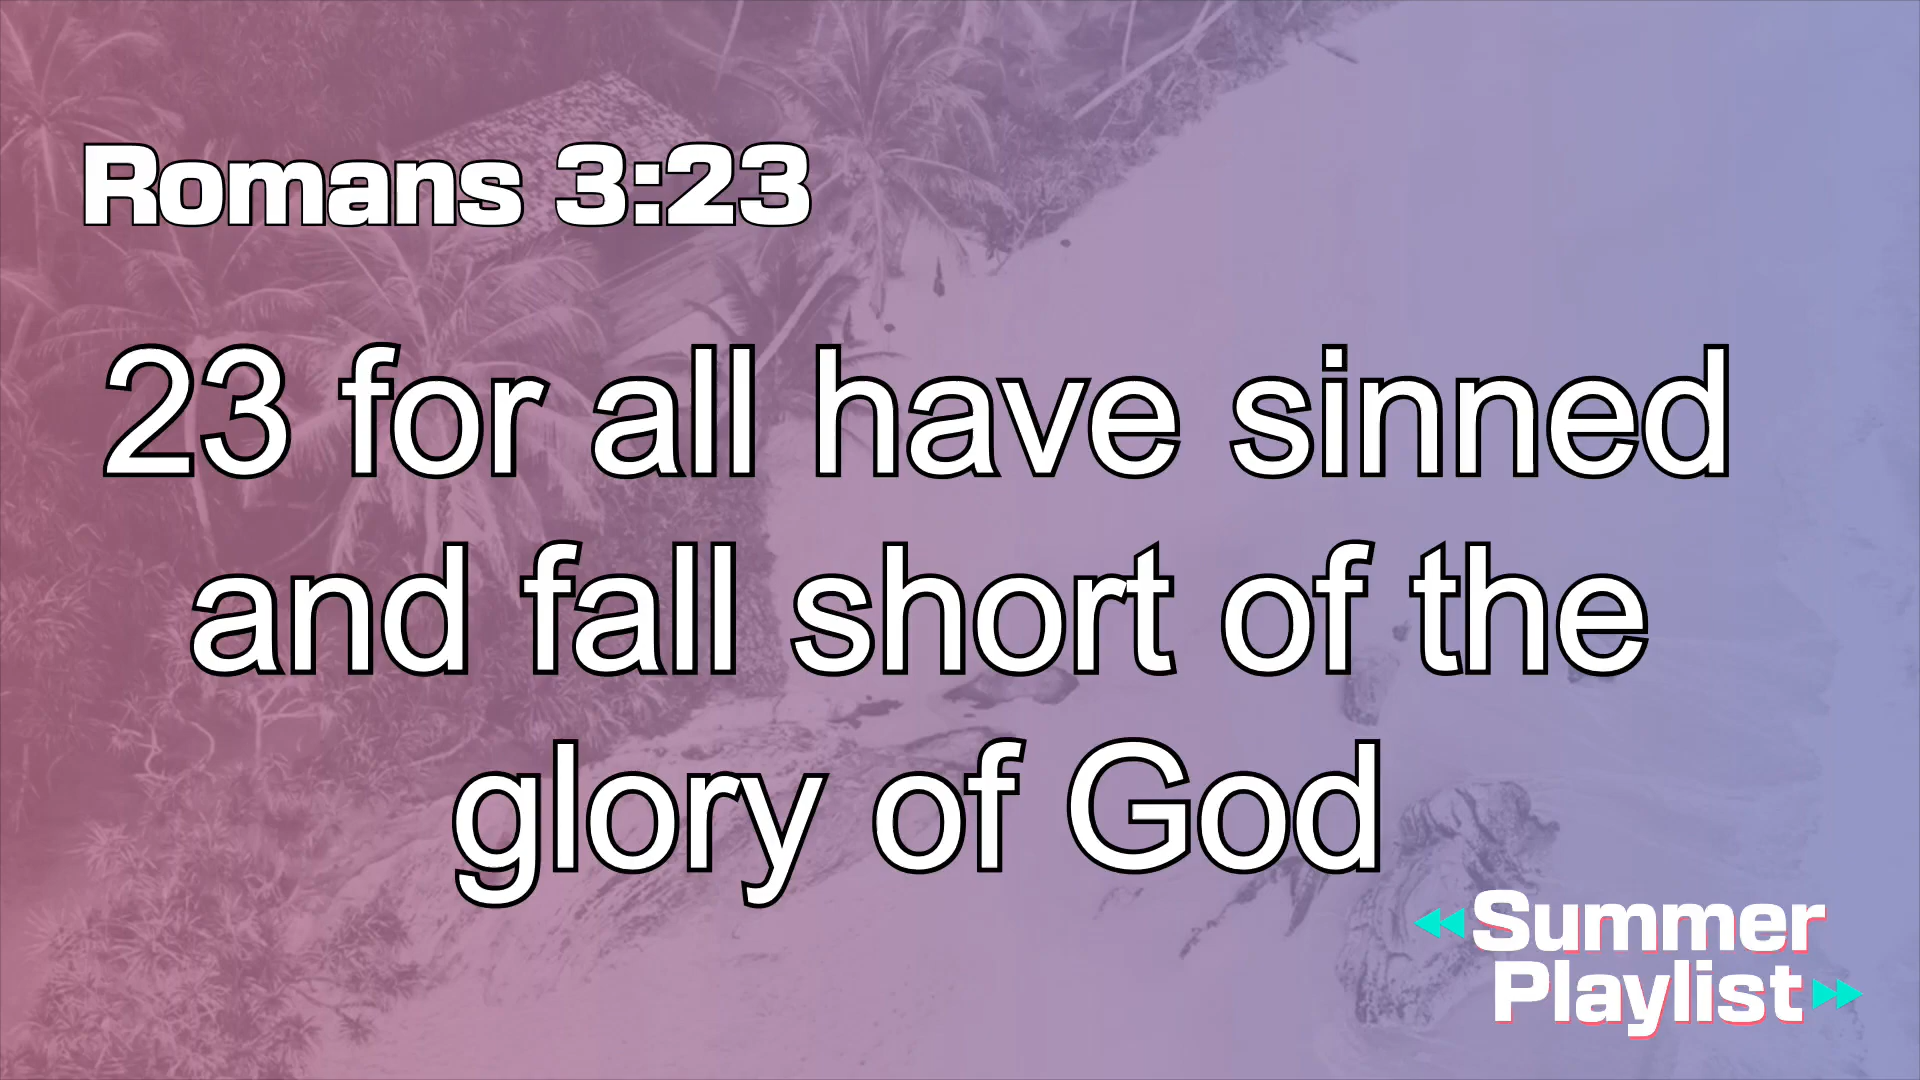 Romans 3:23
23 for all have sinned
and fall short of the
glory of God
Summer
Playlist